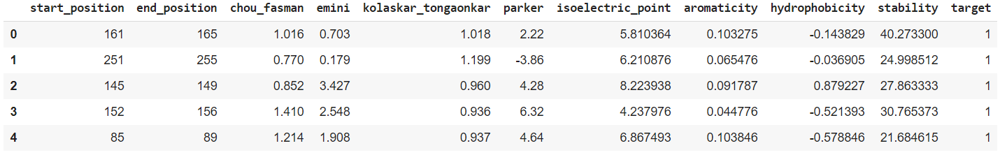 start_position end_position chou_fasman emini kolaskar_tongaonkar parker isoelectric_point aromaticity hydrophobicity stability target
0 161 165 1.016 0.703 1.018 2.22 5.810364 0.103275 -0.143829 40.273300 1
1 251 255 0.770 0.179 1.199 -3.86 6.210876 0.065476 -0.036905 24.998512 1
2 145 149 0.852 3.427 0.960 4.28 8.223938 0.091787 0.879227 27.863333 1
3 152 156 1.410 2.548 0.936 6.32 4.237976 0.044776 -0.521393 30.765373 1
4 85 89 1.214 1.908 0.937 4.64 6.867493 0.103846 -0.578846 21.684615 1